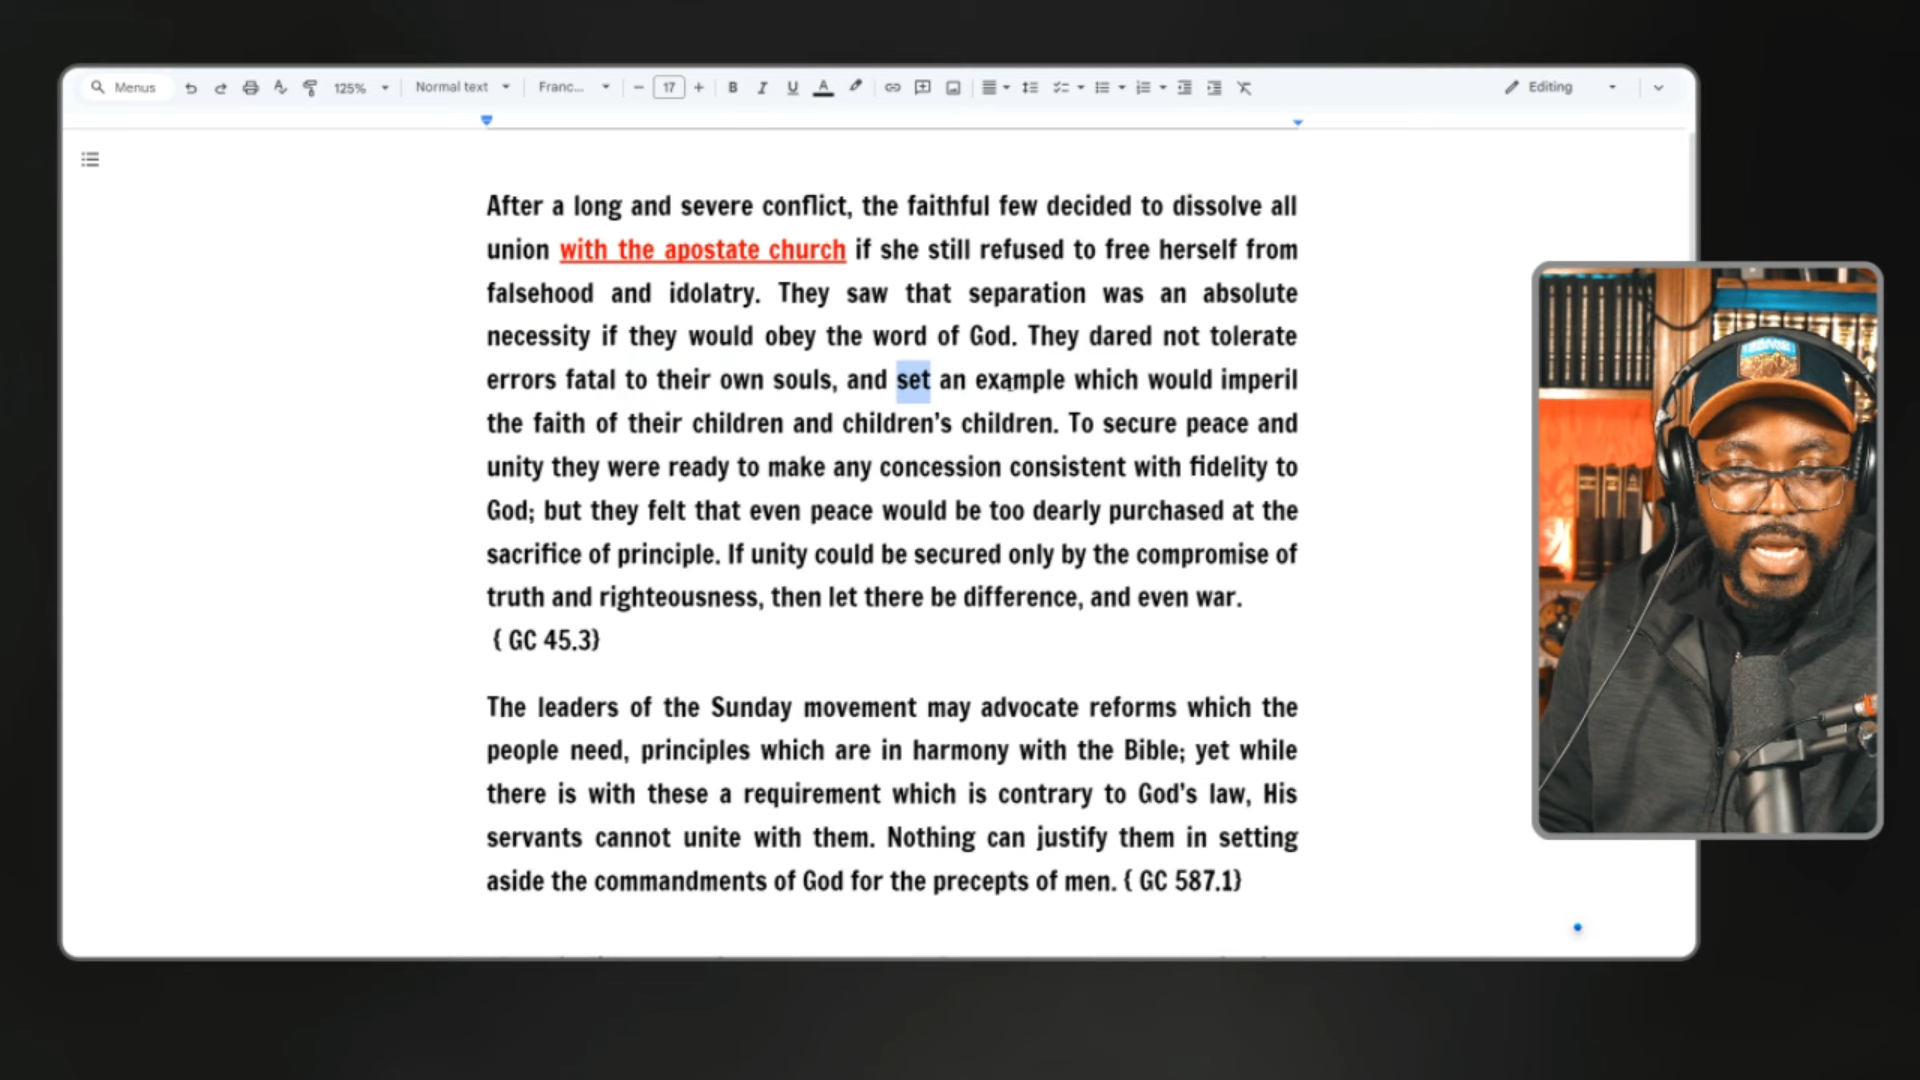 Menus
125%
Normal text
Franc...
17
B I U A
Editing
After a long and severe conflict, the faithful few decided to dissolve all
union with the apostate church if she still refused to free herself from
falsehood and idolatry. They saw that separation was an absolute
necessity if they would obey the word of God. They dared not tolerate
errors fatal to their own souls, and set an example which would imperil
the faith of their children and children's children. To secure peace and
unity they were ready to make any concession consistent with fidelity to
God; but they felt that even peace would be too dearly purchased at the
sacrifice of principle. If unity could be secured only by the compromise of
truth and righteousness, then let there be difference, and even war.
{ GC 45.3}
The leaders of the Sunday movement may advocate reforms which the
people need, principles which are in harmony with the Bible; yet while
there is with these a requirement which is contrary to God's law, His
servants cannot unite with them. Nothing can justify them in setting
aside the commandments of God for the precepts of men. { GC 587.1}